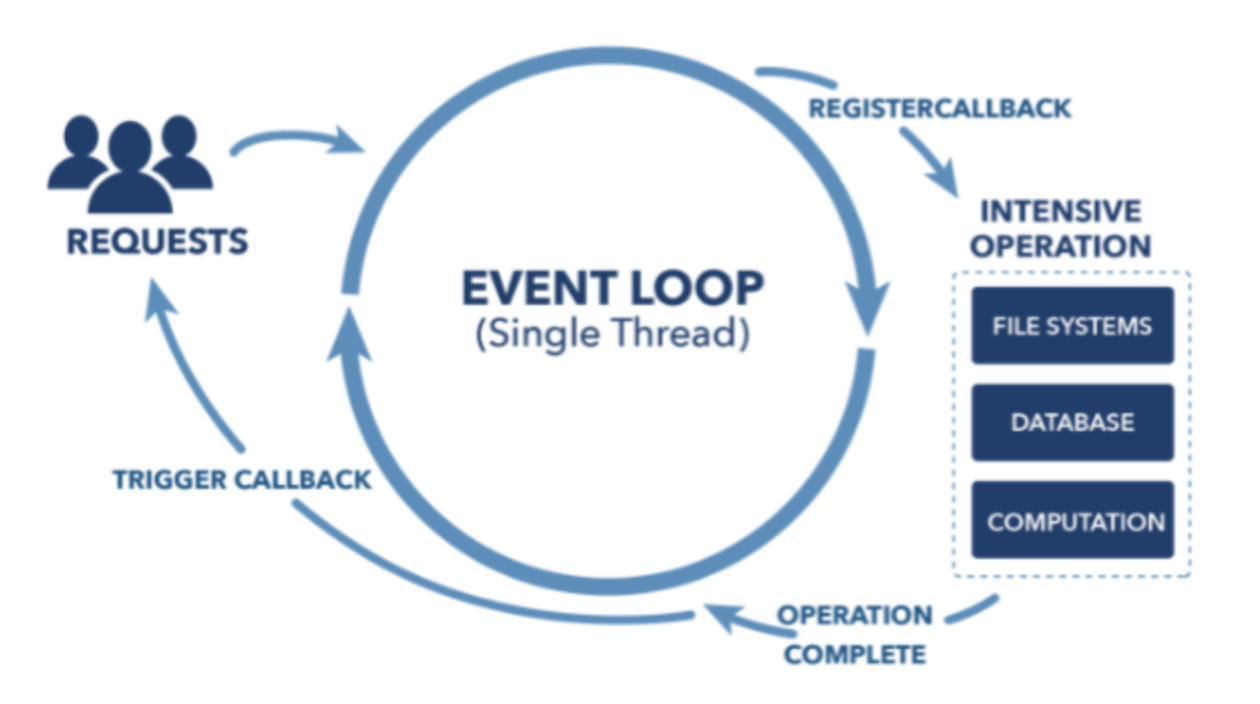 REGISTERCALLBACK
REQUESTS
INTENSIVE
OPERATION
EVENT LOOP
(Single Thread)
FILE SYSTEMS
DATABASE
COMPUTATION
TRIGGER CALLBACK
OPERATION
COMPLETE